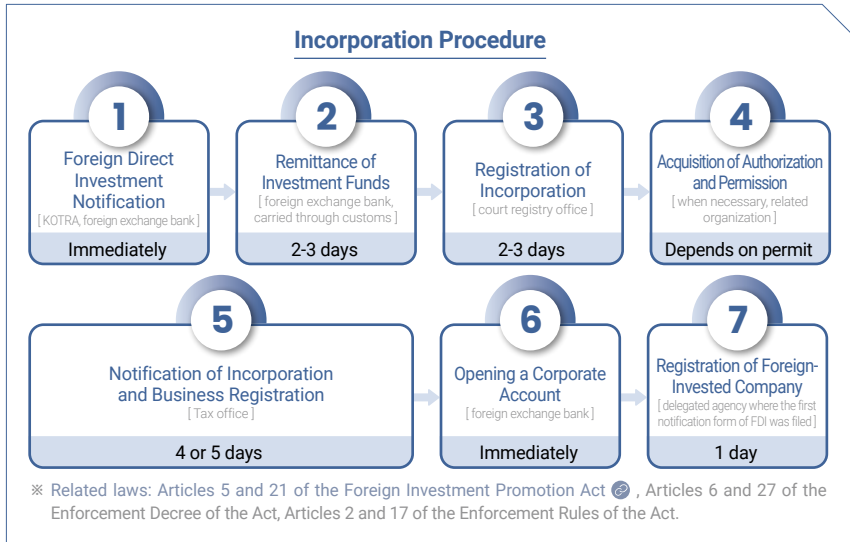 Incorporation Procedure
1
Foreign Direct
Investment
Notification
[ KOTRA, foreign exchange bank ]
Immediately
2
Remittance of
Investment Funds
[ foreign exchange bank,
carried through customs ]
2-3 days
3
Registration of
Incorporation
[ court registry office ]
2-3 days
4
Acquisition of Authorization
and Permission
[ when necessary, related
organization ]
Depends on permit
5
Notification of Incorporation
and Business Registration
[ Tax office ]
4 or 5 days
6
Opening a Corporate
Account
[ foreign exchange bank ]
Immediately
7
Registration of Foreign-
Invested Company
[ delegated agency where the first
notification form of FDI was filed ]
1 day
※ Related laws: Articles 5 and 21 of the Foreign Investment Promotion Act , Articles 6 and 27 of the
Enforcement Decree of the Act, Articles 2 and 17 of the Enforcement Rules of the Act.